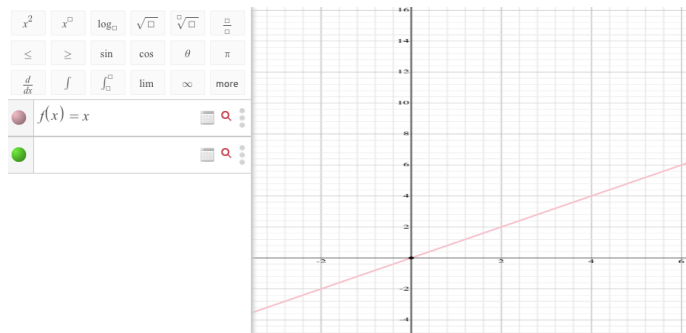 x² x^□ log□ √□ □√□ □/□
≤ ≥ sin cos θ π
d/dx ∫ ∫□^□ lim ∞ more
f(x) = x
16
14
12
10
8
6
4
2
-2 2 4 6
-2
-4